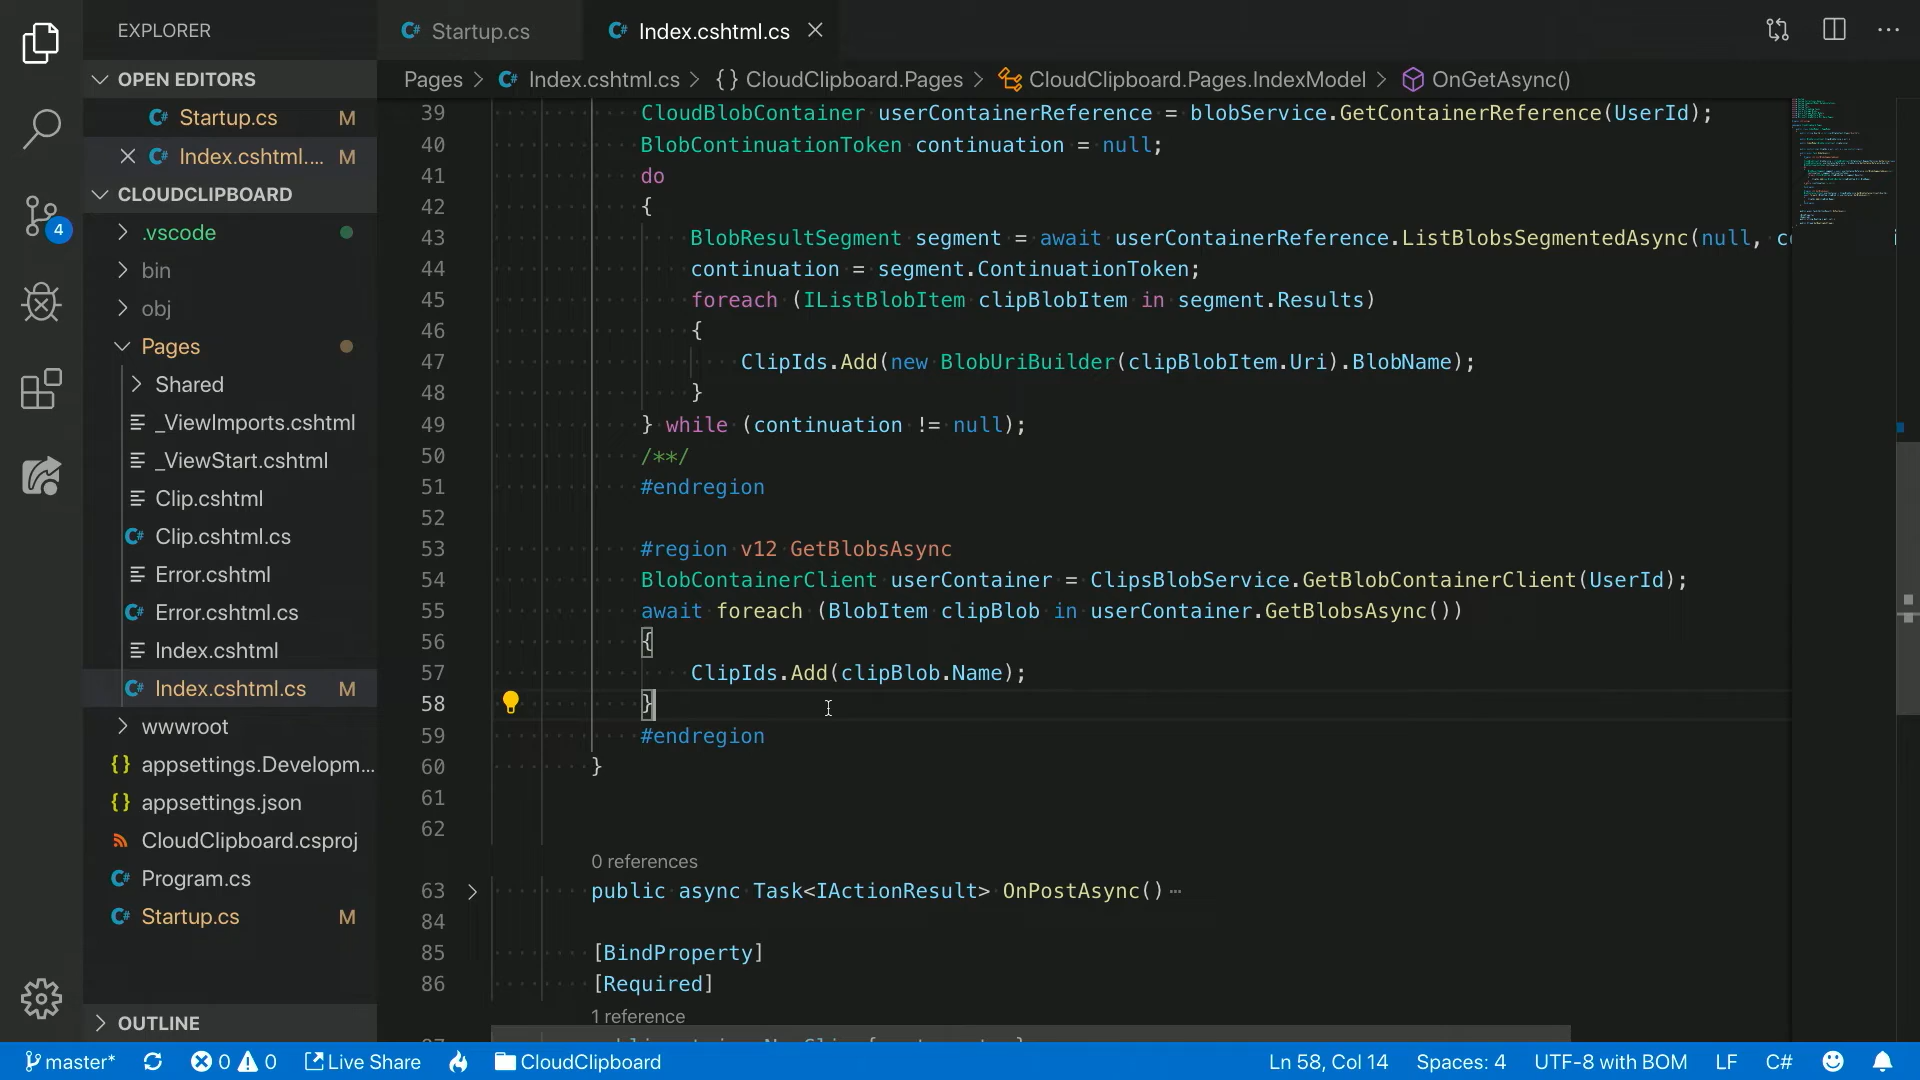 EXPLORER
OPEN EDITORS
Startup.cs M
Index.cshtml.... M
CLOUDCLIPBOARD
.vscode
bin
obj
Pages
Shared
_ViewImports.cshtml
_ViewStart.cshtml
Clip.cshtml
C# Clip.cshtml.cs
Error.cshtml
C# Error.cshtml.cs
Index.cshtml
C# Index.cshtml.cs M
wwwroot
{} appsettings.Developm...
{} appsettings.json
CloudClipboard.csproj
C# Program.cs
C# Startup.cs M
OUTLINE
4
C# Startup.cs
C# Index.cshtml.cs
Pages > C# Index.cshtml.cs > {} CloudClipboard.Pages > CloudClipboard.Pages.IndexModel > OnGetAsync()
39 CloudBlobContainer userContainerReference = blobService.GetContainerReference(UserId);
40 BlobContinuationToken continuation = null;
41 do
42 {
43 BlobResultSegment segment = await userContainerReference.ListBlobsSegmentedAsync(null,
44 continuation = segment.ContinuationToken;
45 foreach (IListBlobItem clipBlobItem in segment.Results)
46 {
47 ClipIds.Add(new BlobUriBuilder(clipBlobItem.Uri).BlobName);
48 }
49 } while (continuation != null);
50 /**/
51 #endregion
52
53 #region v12 GetBlobsAsync
54 BlobContainerClient userContainer = ClipsBlobService.GetBlobContainerClient(UserId);
55 await foreach (BlobItem clipBlob in userContainer.GetBlobsAsync())
56 {
57 ClipIds.Add(clipBlob.Name);
58 }
59 #endregion
60 }
61
62
0 references
63 public async Task<IActionResult> OnPostAsync() ...
84
85 [BindProperty]
86 [Required]
1 reference
master* 0 0 Live Share CloudClipboard Ln 58, Col 14 Spaces: 4 UTF-8 with BOM LF C#